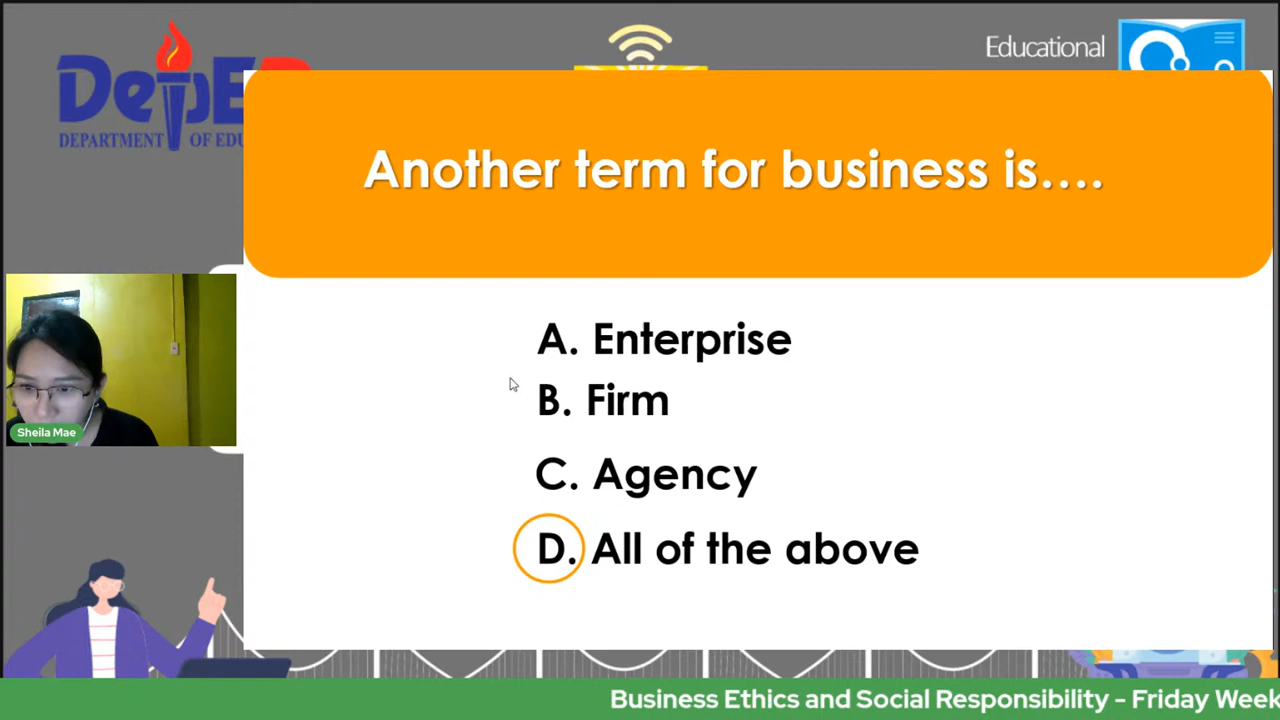 DepED
DEPARTMENT OF EDU
Educational
Another term for business is....
A. Enterprise
B. Firm
C. Agency
D. All of the above
Sheila Mae
Business Ethics and Social Responsibility - Friday Week